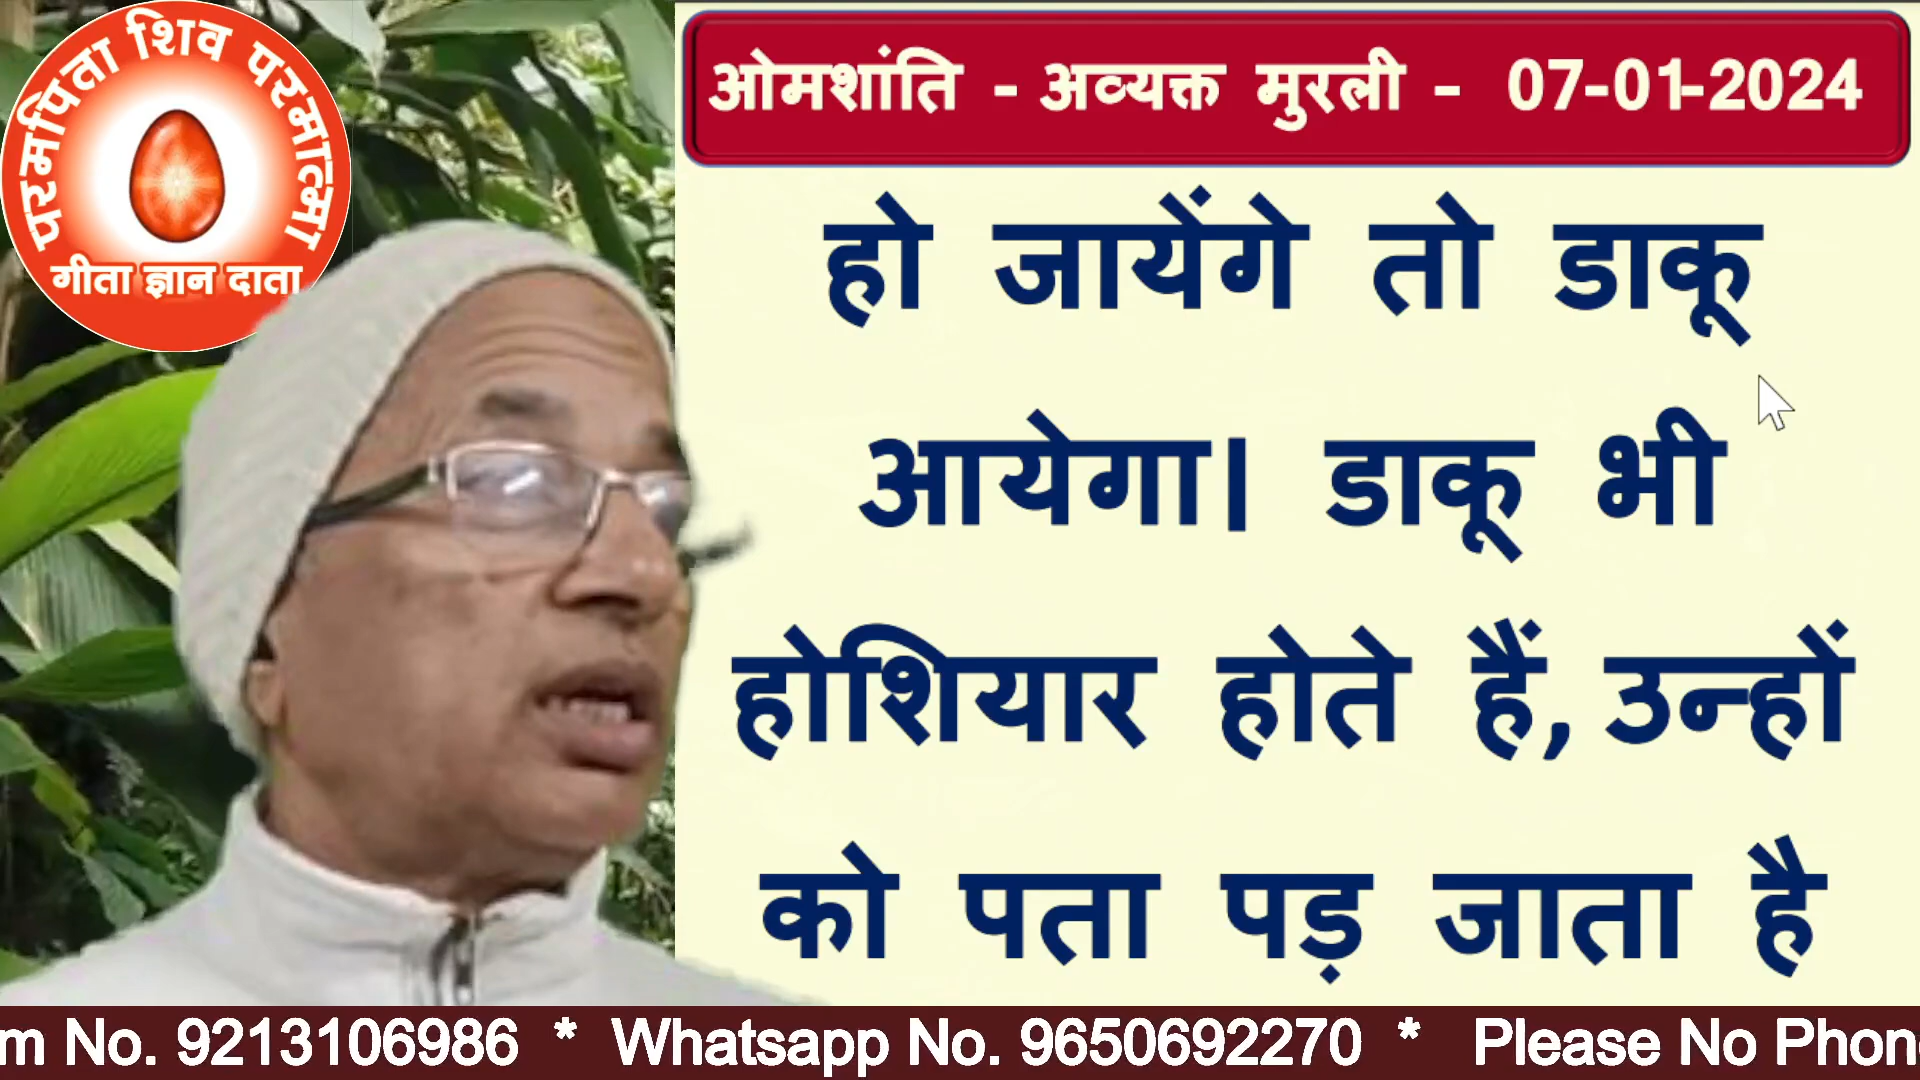 परमपिता शिव परमात्मा
गीता ज्ञान दाता
ओमशांति - अव्यक्त मुरली - 07-01-2024
हो जायेंगे तो डाकू
आयेगा। डाकू भी
होशियार होते हैं, उन्हों
को पता पड़ जाता है
m No. 9213106986 * Whatsapp No. 9650692270 * Please No Phon